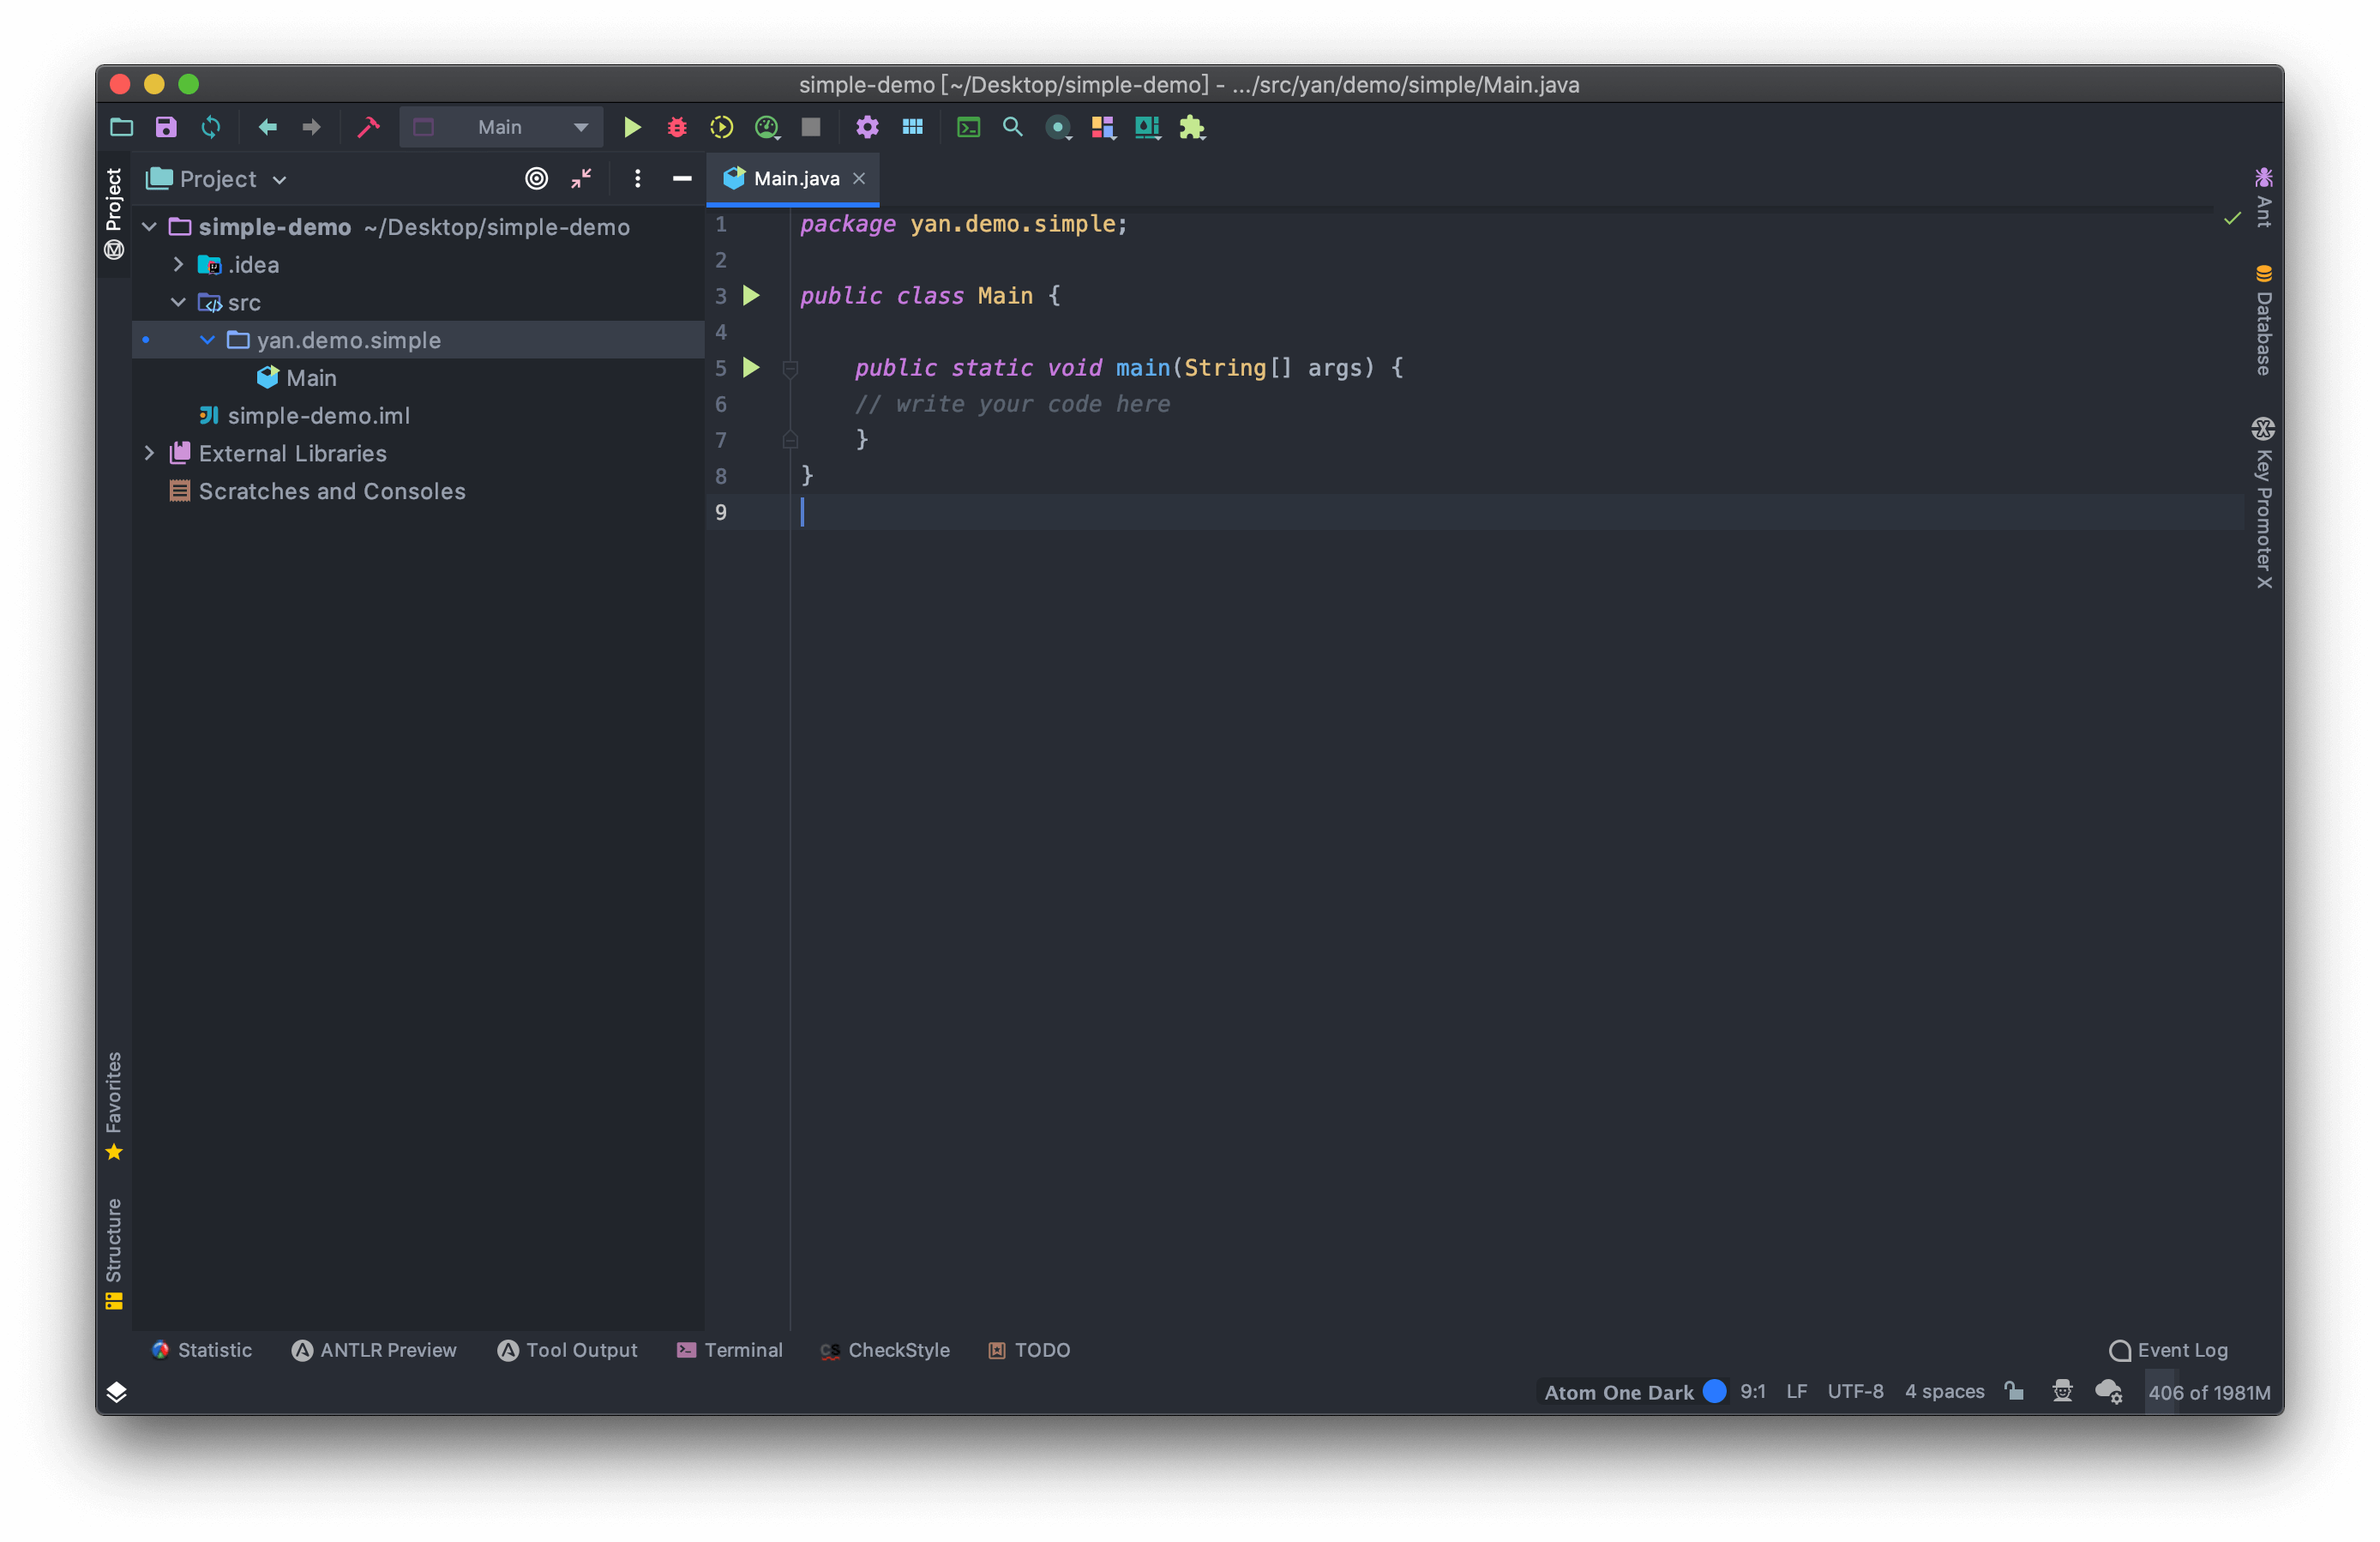 simple-demo [~/Desktop/simple-demo] - .../src/yan/demo/simple/Main.java
Main
Project
Project
Main.java
simple-demo ~/Desktop/simple-demo
.idea
src
yan.demo.simple
Main
simple-demo.iml
External Libraries
Scratches and Consoles
1 package yan.demo.simple;
2
3 public class Main {
4
5 public static void main(String[] args) {
6 // write your code here
7 }
8 }
9
Ant
Database
Key Promoter X
Favorites
Structure
Statistic
ANTLR Preview
Tool Output
Terminal
CS CheckStyle
TODO
Event Log
Atom One Dark 9:1 LF UTF-8 4 spaces 406 of 1981M